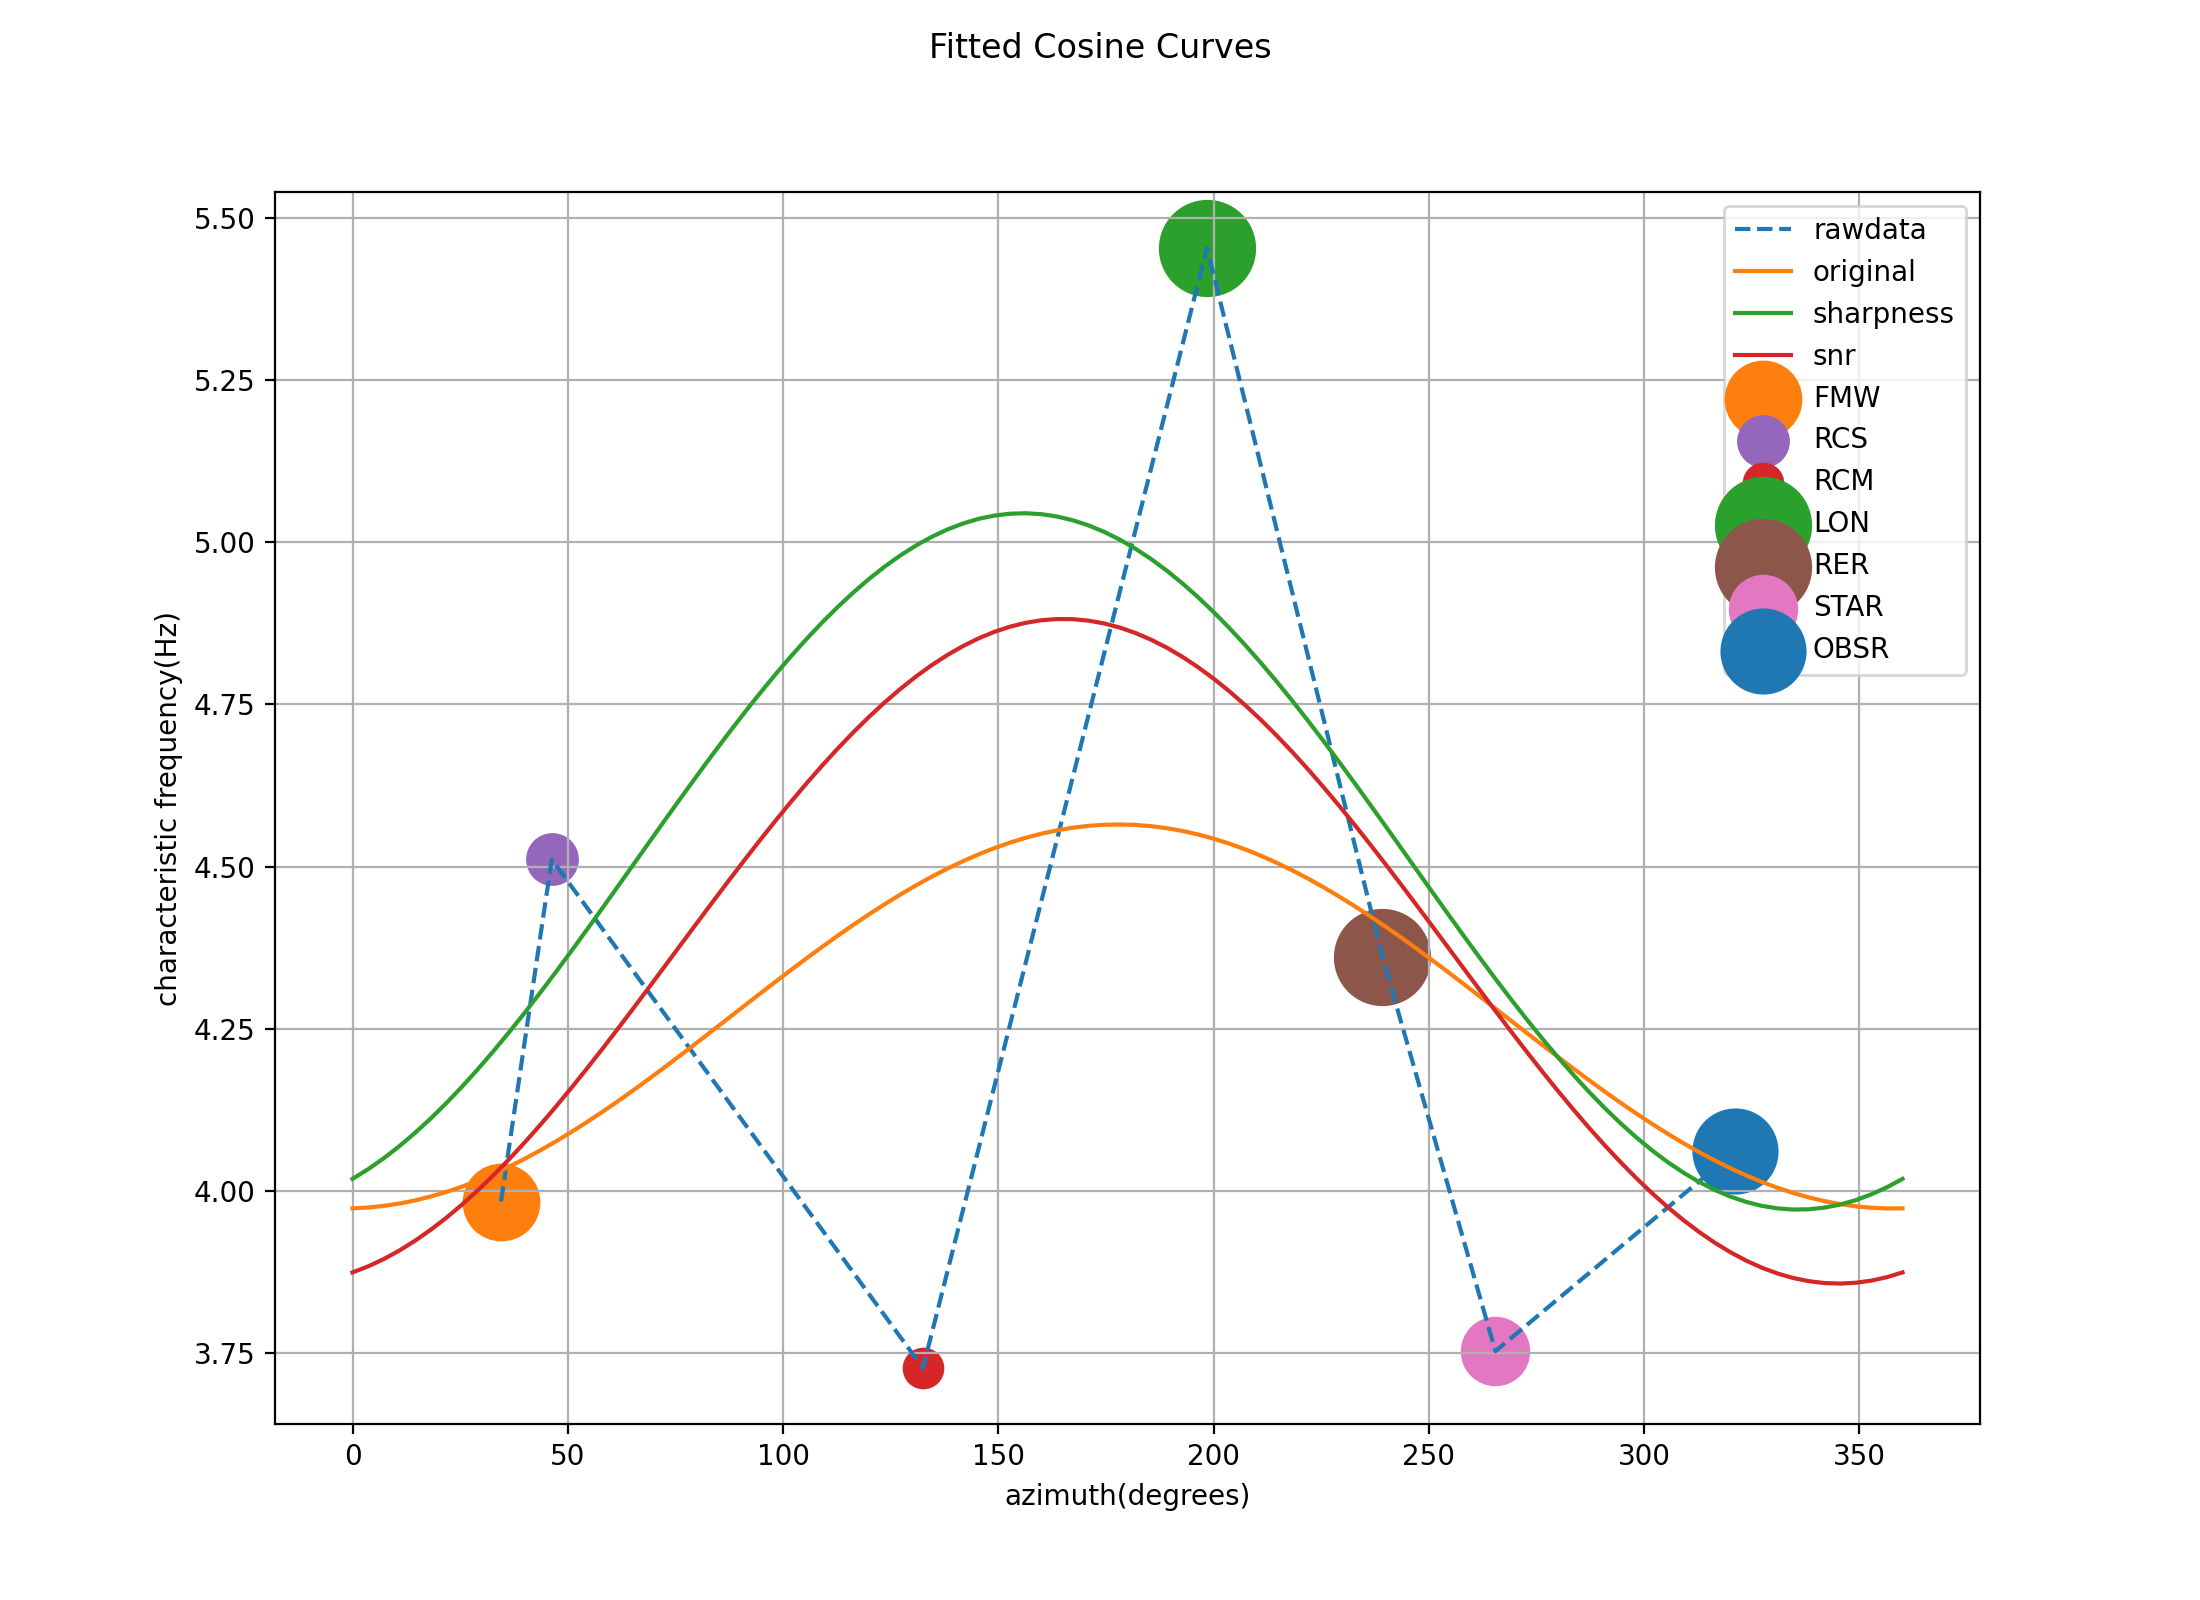 Fitted Cosine Curves
5.50
5.25
5.00
4.75
4.50
4.25
4.00
3.75
characteristic frequency(Hz)
rawdata
original
sharpness
snr
FMW
RCS
RCM
LON
RER
STAR
OBSR
0 50 100 150 200 250 300 350
azimuth(degrees)